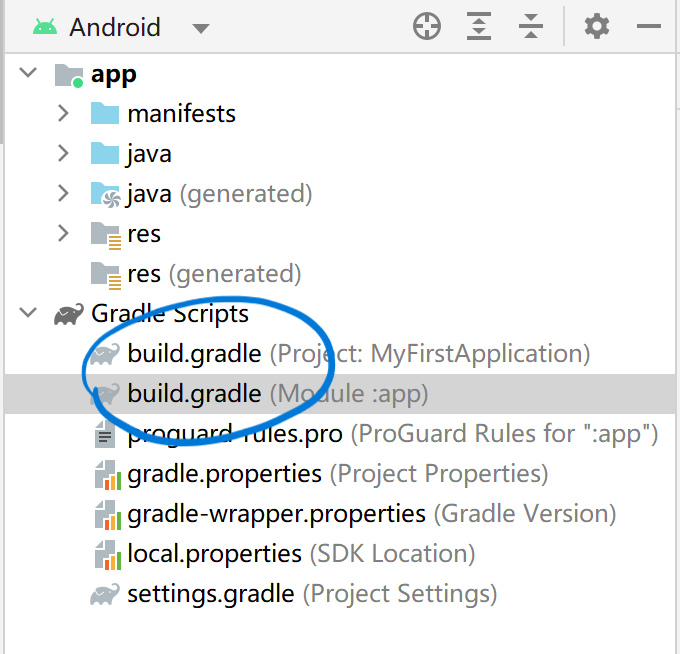 Android
app
manifests
java
java (generated)
res
res (generated)
Gradle Scripts
build.gradle (Project: MyFirstApplication)
build.gradle (Module :app)
proguard-rules.pro (ProGuard Rules for ":app")
gradle.properties (Project Properties)
gradle-wrapper.properties (Gradle Version)
local.properties (SDK Location)
settings.gradle (Project Settings)